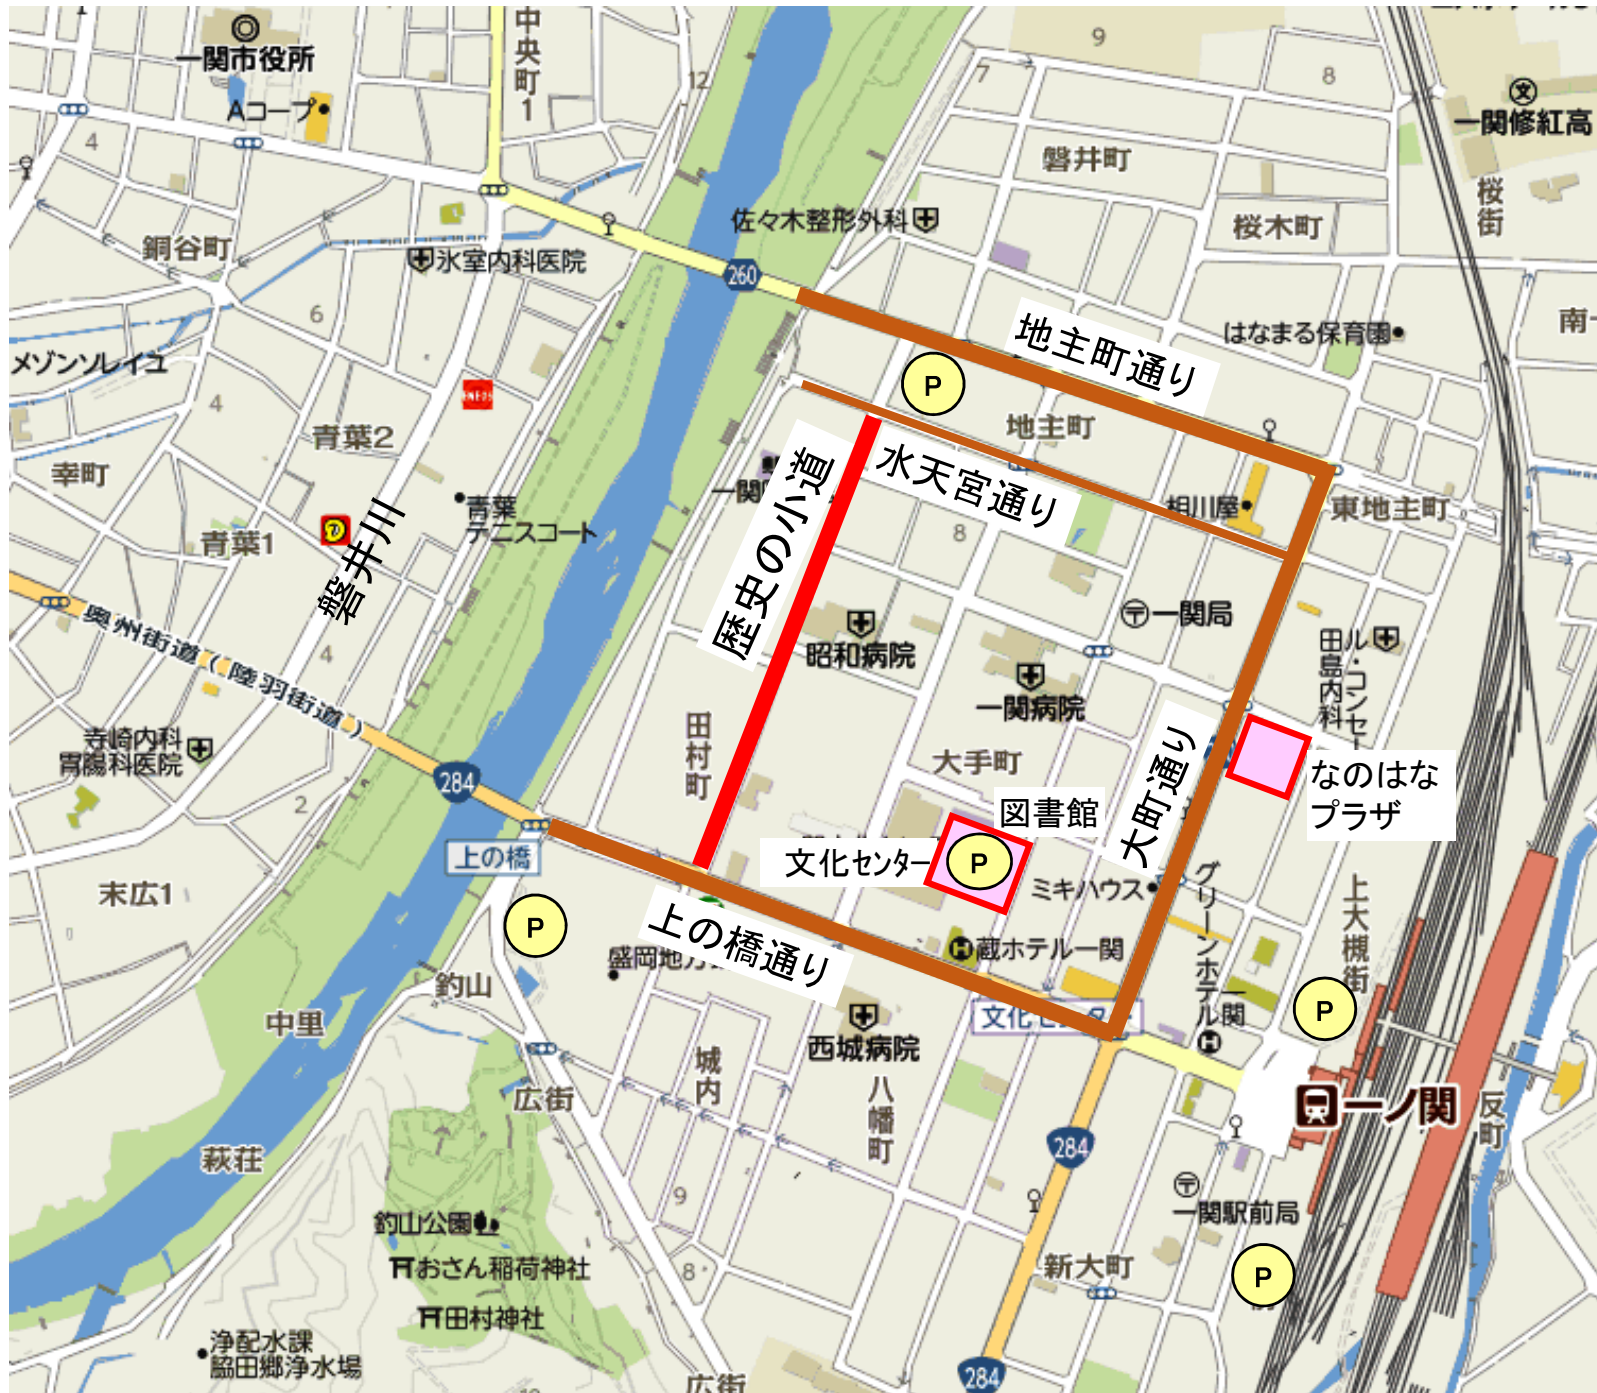 中央町1
一関市役所
Aコープ
12
9
7
8
一関修紅高
4
磐井町
桜街
桜木町
佐々木整形外科
銅谷町
氷室内科医院
260
6
地主町通り
はなまる保育園
メゾンソレイユ
P
4
青葉2
地主町
歴史の小道
水天宮通り
幸町
青葉
テニスコート
相川屋
東地主町
青葉1
磐井川
8
一関局
奥州街道(陸羽街道)
4
昭和病院
田島内科
一関病院
寺崎内科
胃腸科医院
田村町
大手町
大町通り
なのはな
プラザ
284
2
図書館
上の橋
文化センター
P
ミキハウス
末広1
グリーンホテル一関
上大槻街
P
上の橋通り
蔵ホテル一関
釣山
中里
文化センター
P
西城病院
城内
広街
八幡町
一ノ関
反町
284
萩荘
9
一関駅前局
釣山公園
おさん稲荷神社
8
新大町
P
田村神社
浄配水課
脇田郷浄水場
284
広街